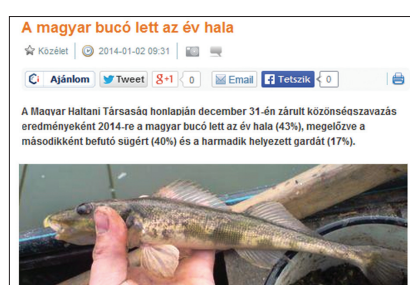 A magyar bucó lett az év hala
Közélet 2014-01-02 09:31
Ajánlom Tweet g+1 0 Email Tetszik 0
A Magyar Haltani Társaság honlapján december 31-én zárult közönségszavazás
eredményeként 2014-re a magyar bucó lett az év hala (43%), megelőzve a
másodikként befutó sügért (40%) és a harmadik helyezett gardát (17%).